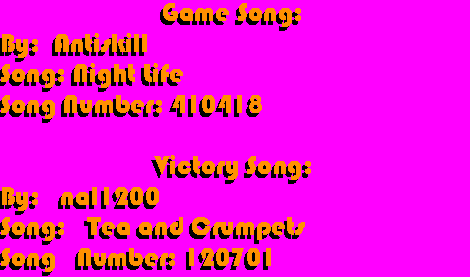 Game Song:
By: Antiskill
Song: Night Life
Song Number: 410418
Victory Song:
By: nal1200
Song: Tea and Crumpets
Song Number: 120701